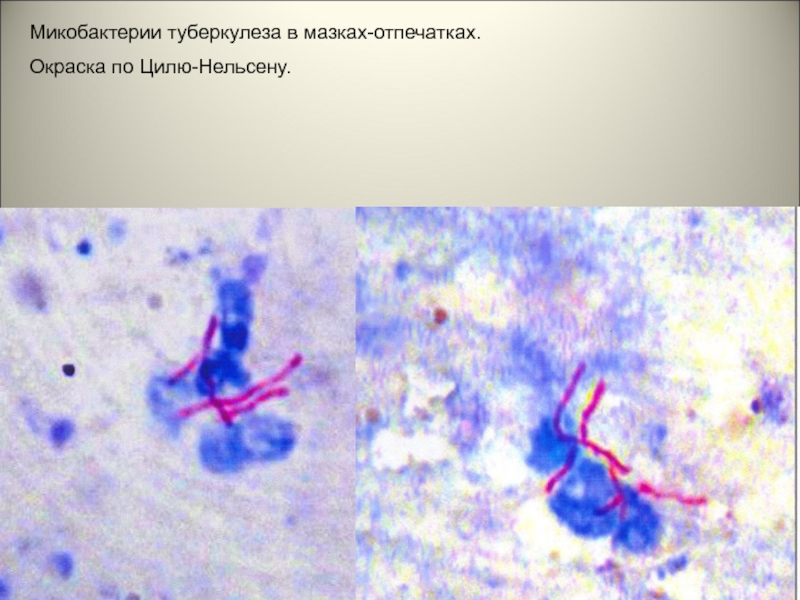 Микобактерии туберкулеза в мазках-отпечатках.
Окраска по Цилю-Нельсену.